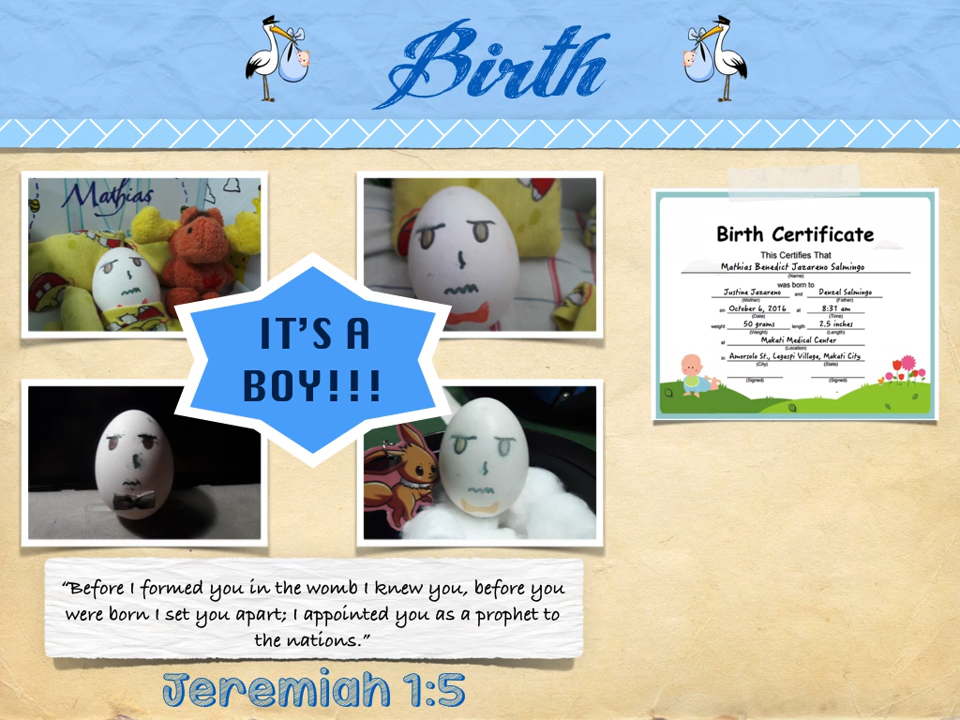 Birth
Mathias
IT'S A
BOY!!!
"Before I formed you in the womb I knew you, before you
were born I set you apart; I appointed you as a prophet to
the nations."
Jeremiah 1:5
Birth Certificate
This Certifies That
Mathias Benedict Jazareno Salmingo
(Name)
was born to
Justine Jazareno and Denzel Salmingo
(Mother) (Father)
on October 6, 2016 at 8:31 am
(Date) (Time)
weight 50 grams length 2.5 inches
(Weight) (Length)
at Makati Medical Center
(Location)
in Amorsolo St., Legaspi Village, Makati City
(City) (State)
(Signed) (Signed)